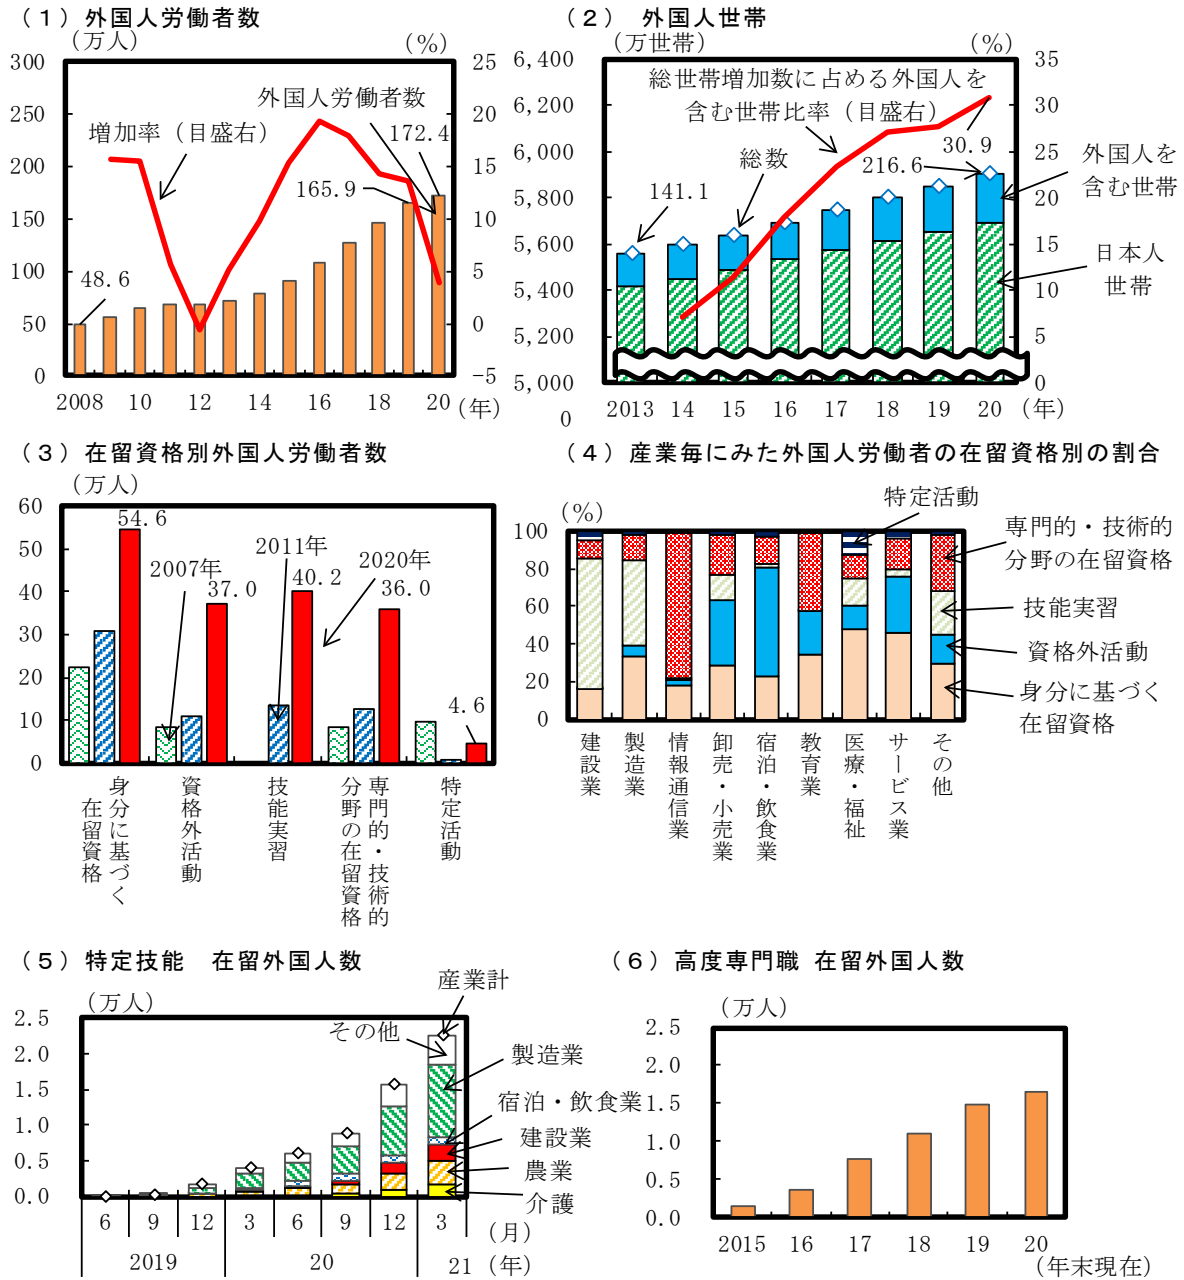 （１）外国人労働者数
（万人）
（%）
300
250
200
150
100
50
0
25
20
15
10
5
0
-5
外国人労働者数
増加率（目盛右）
172.4
165.9
48.6
2008 10 12 14 16 18 20
（年）
（２） 外国人世帯
（万世帯）
（%）
6,400
6,200
6,000
5,800
5,600
5,400
5,200
5,000
0
35
30
25
20
15
10
5
0
総世帯増加数に占める外国人を
含む世帯比率（目盛右）
総数
141.1
216.6
30.9
外国人を
含む世帯
日本人
世帯
2013 14 15 16 17 18 19 20
（年）
（３）在留資格別外国人労働者数
（万人）
60
50
40
30
20
10
0
54.6
2007年
37.0
2011年
40.2
2020年
36.0
4.6
身分に基づく
在留資格
資格外活動
技能実習
専門的・技術的
分野の在留資格
特定活動
（４）産業毎にみた外国人労働者の在留資格別の割合
（%）
100
80
60
40
20
0
特定活動
専門的・技術的
分野の在留資格
技能実習
資格外活動
身分に基づく
在留資格
建設業
製造業
情報通信業
卸売・小売業
宿泊・飲食業
教育業
医療・福祉
サービス業
その他
（５）特定技能　在留外国人数
（万人）
2.5
2.0
1.5
1.0
0.5
0.0
産業計
その他
製造業
宿泊・飲食業
建設業
農業
介護
6 9 12 3 6 9 12 3
（月）
2019 20 21
（年）
（６）高度専門職 在留外国人数
（万人）
2.5
2.0
1.5
1.0
0.5
0.0
2015 16 17 18 19 20
（年末現在）